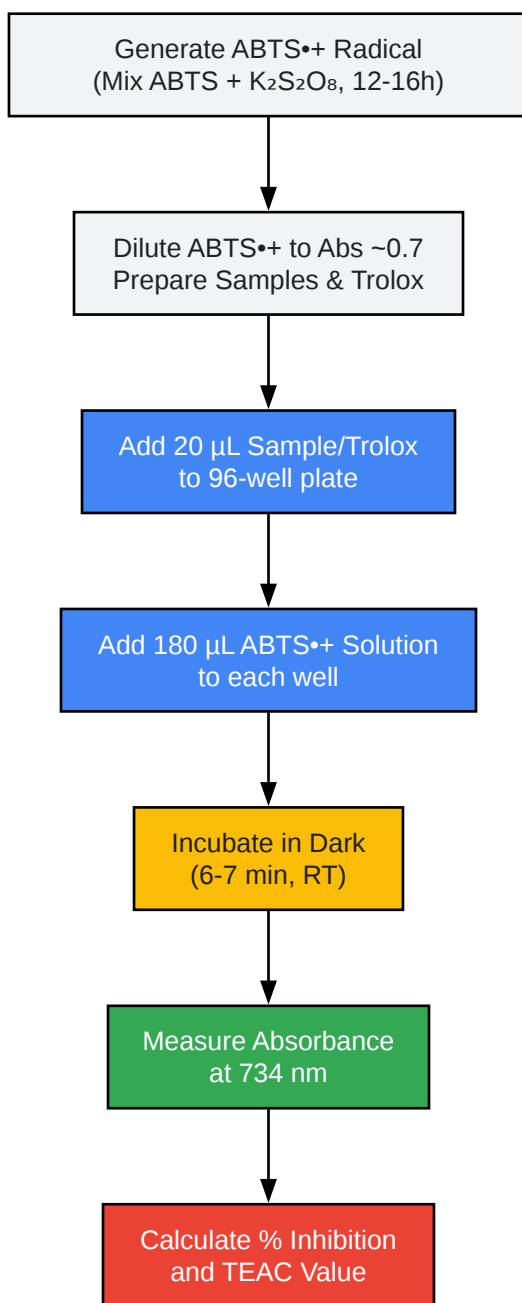 Generate ABTS•+ Radical
(Mix ABTS + K₂S₂O₈, 12-16h)
Dilute ABTS•+ to Abs ~0.7
Prepare Samples & Trolox
Add 20 µL Sample/Trolox
to 96-well plate
Add 180 µL ABTS•+ Solution
to each well
Incubate in Dark
(6-7 min, RT)
Measure Absorbance
at 734 nm
Calculate % Inhibition
and TEAC Value